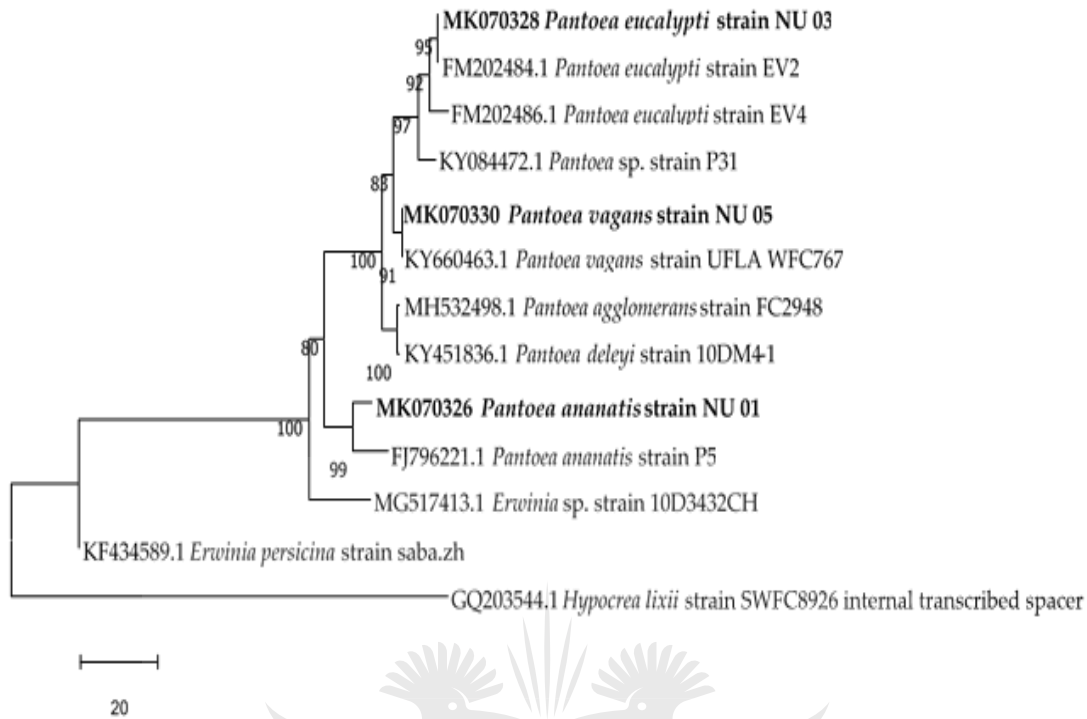 MK070328 Pantoea eucalypti strain NU 03
95
FM202484.1 Pantoea eucalypti strain EV2
92
FM202486.1 Pantoea eucalypti strain EV4
97
KY084472.1 Pantoea sp. strain P31
83
MK070330 Pantoea vagans strain NU 05
100
KY660463.1 Pantoea vagans strain UFLA WFC767
91
MH532498.1 Pantoea agglomerans strain FC2948
80
KY451836.1 Pantoea deleyi strain 10DM4-1
100
MK070326 Pantoea ananatis strain NU 01
100
FJ796221.1 Pantoea ananatis strain P5
99
MG517413.1 Erwinia sp. strain 10D3432CH
KF434589.1 Erwinia persicina strain saba.zh
GQ203544.1 Hypocrea lixii strain SWFC8926 internal transcribed spacer
20